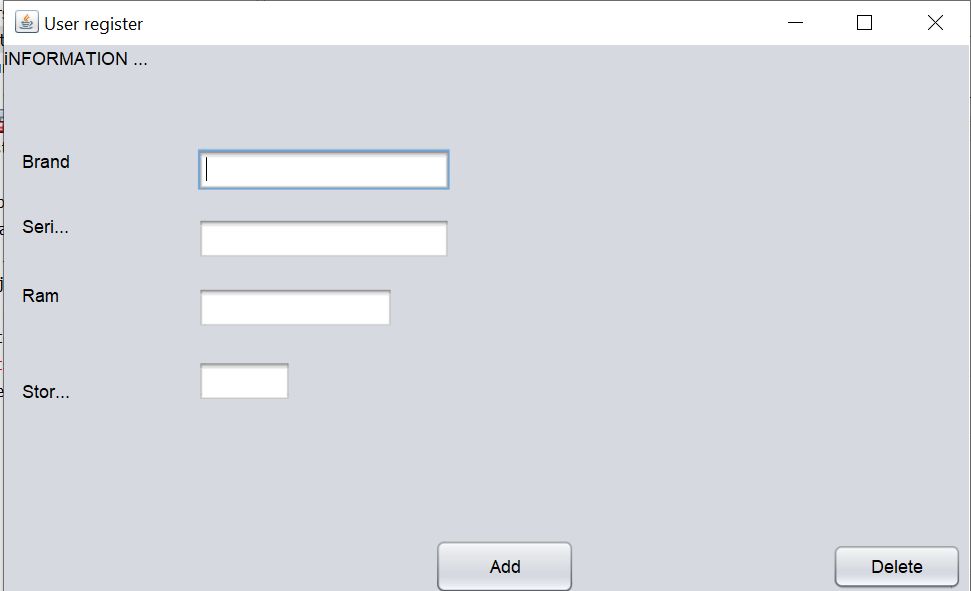 User register
iNFORMATION ...
Brand
Seri...
Ram
Stor...
Add
Delete